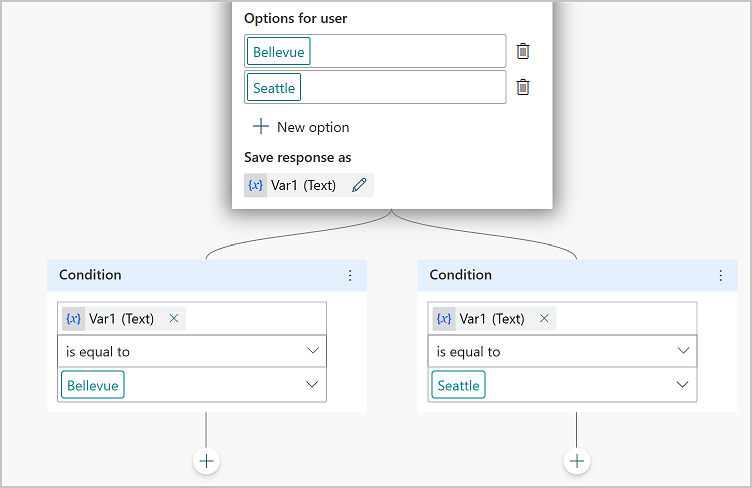 Options for user
Bellevue
Seattle
New option
Save response as
{x} Var1 (Text)
Condition
{x} Var1 (Text)
is equal to
Bellevue
Condition
{x} Var1 (Text)
is equal to
Seattle